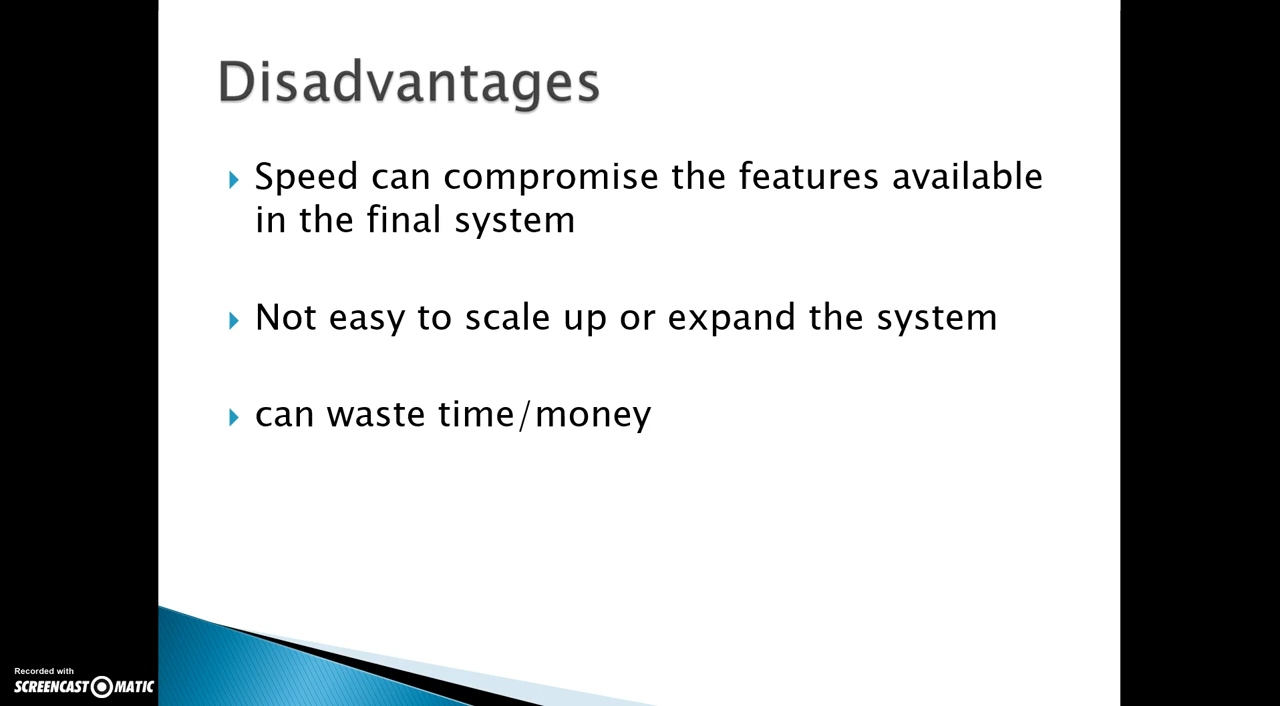 Disadvantages
Speed can compromise the features available
in the final system
Not easy to scale up or expand the system
can waste time/money
Recorded with
SCREENCAST MATIC